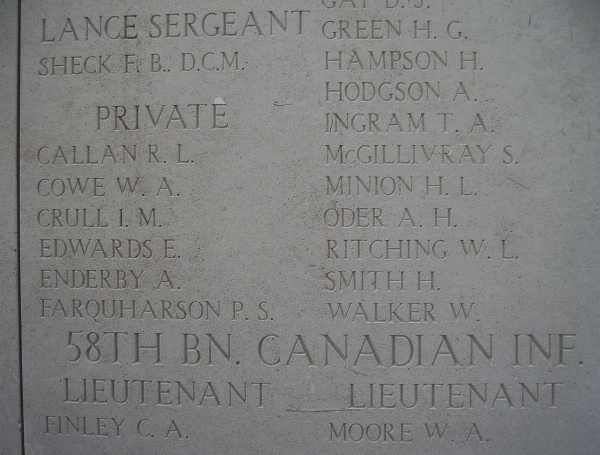 LANCE SERGEANT
SHECK F. B., D.C.M.
PRIVATE
CALLAN R. L.
COWE W. A.
CRULL I. M.
EDWARDS E.
ENDERBY A.
FARQUHARSON P. S.
GAY D. J.
GREEN H. G.
HAMPSON H.
HODGSON A.
INGRAM T. A.
McGILLIVRAY S.
MINION H. L.
ODER A. H.
RITCHING W. L.
SMITH H.
WALKER W.
58TH BN. CANADIAN INF.
LIEUTENANT
FINLEY C. A.
LIEUTENANT
MOORE W. A.